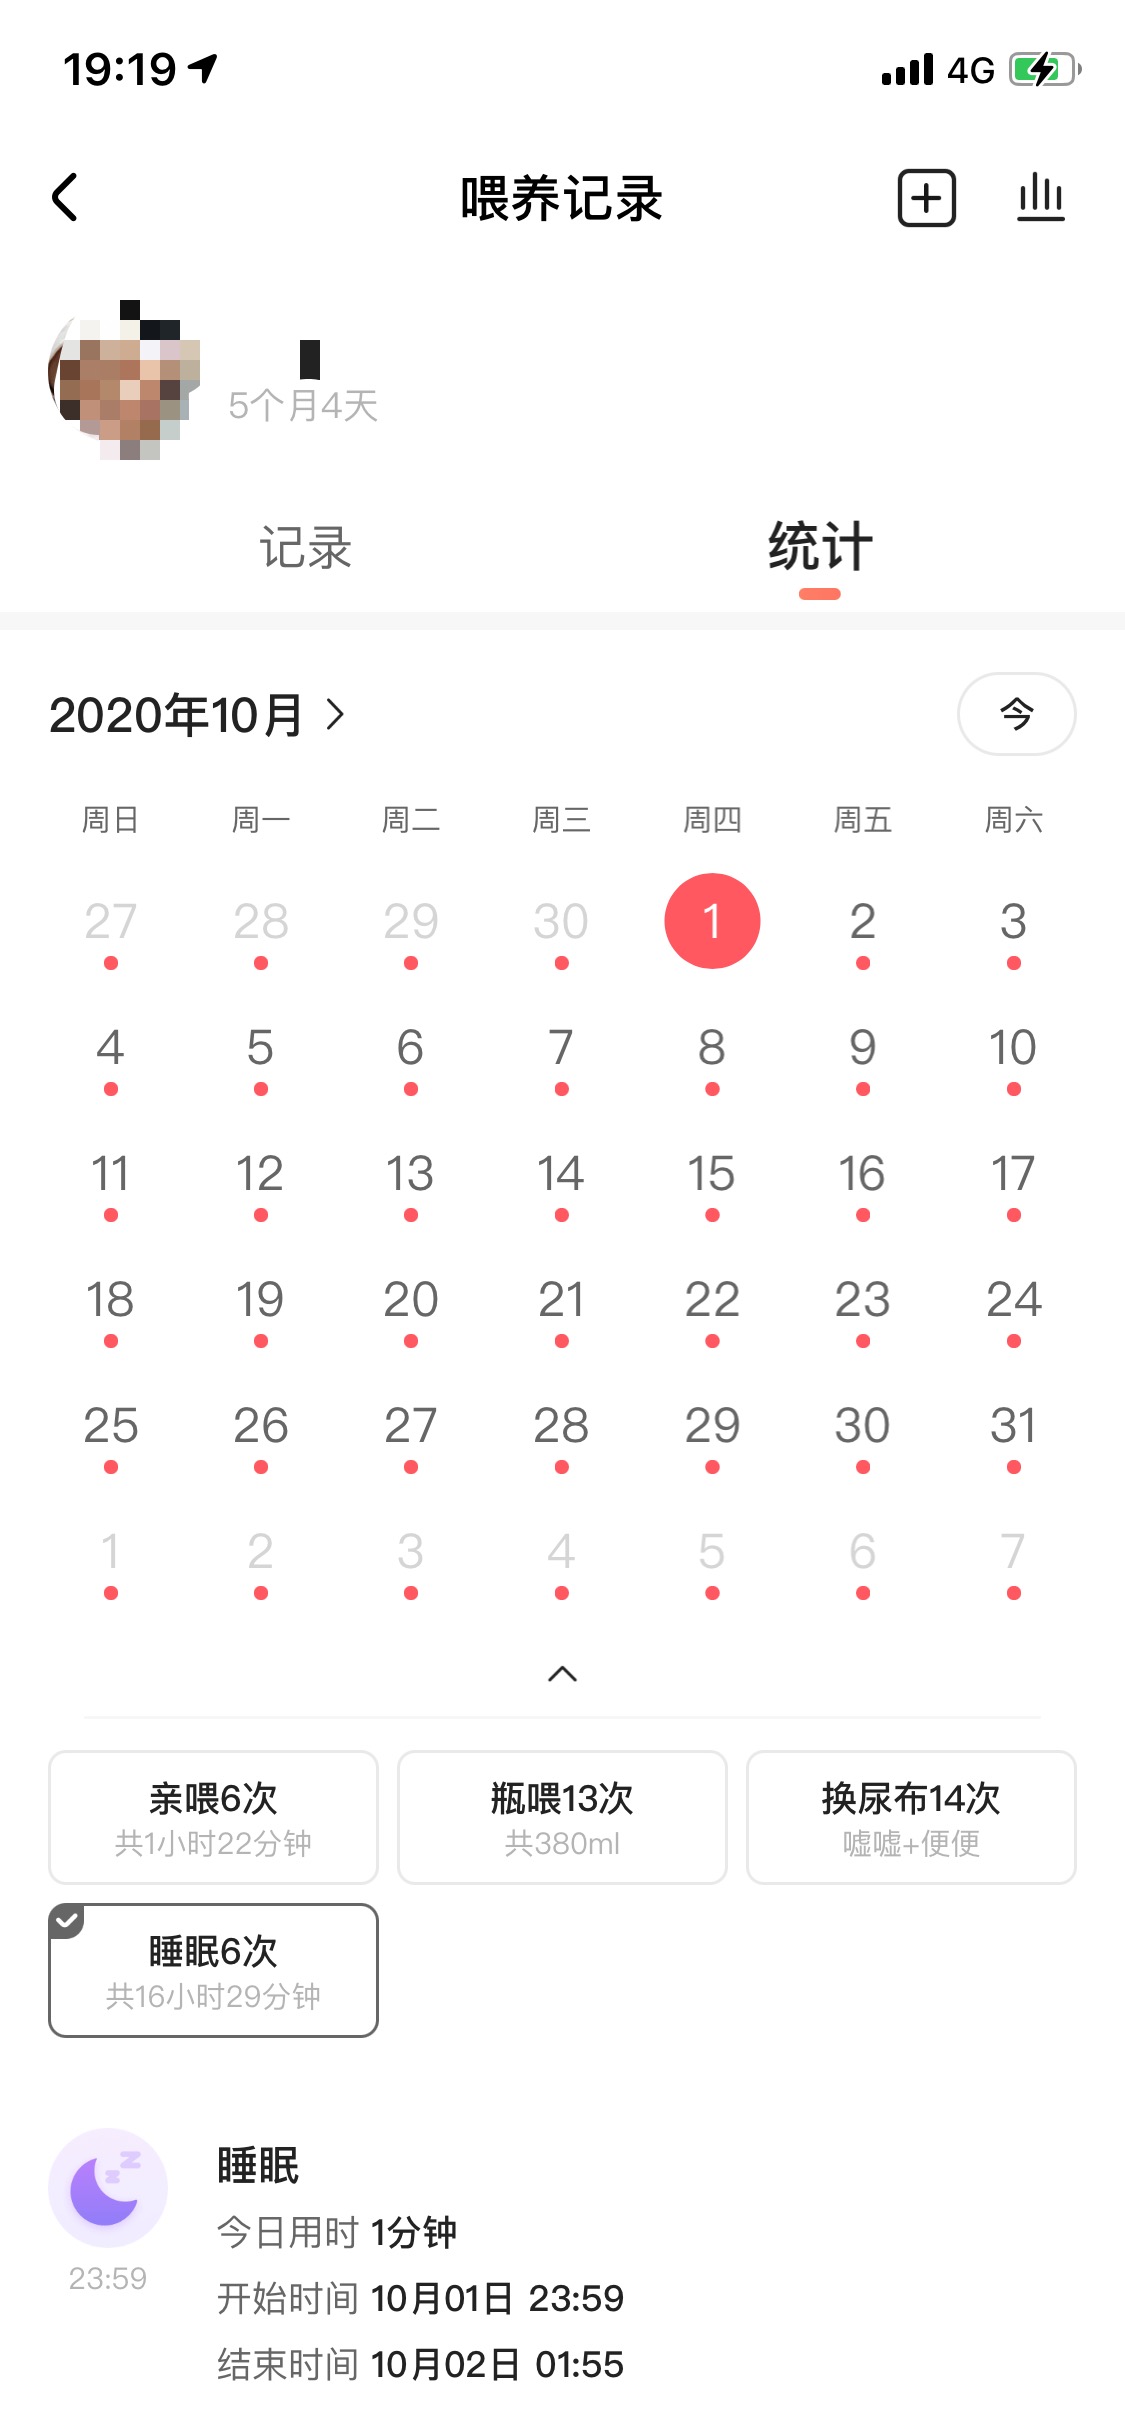 19:19 4G
喂养记录
5个月4天
记录 统计
2020年10月 今
周日 周一 周二 周三 周四 周五 周六
27 28 29 30 1 2 3
4 5 6 7 8 9 10
11 12 13 14 15 16 17
18 19 20 21 22 23 24
25 26 27 28 29 30 31
1 2 3 4 5 6 7
亲喂6次 瓶喂13次 换尿布14次
共1小时22分钟 共380ml 嘘嘘+便便
睡眠6次
共16小时29分钟
睡眠
今日用时 1分钟
23:59
开始时间 10月01日 23:59
结束时间 10月02日 01:55